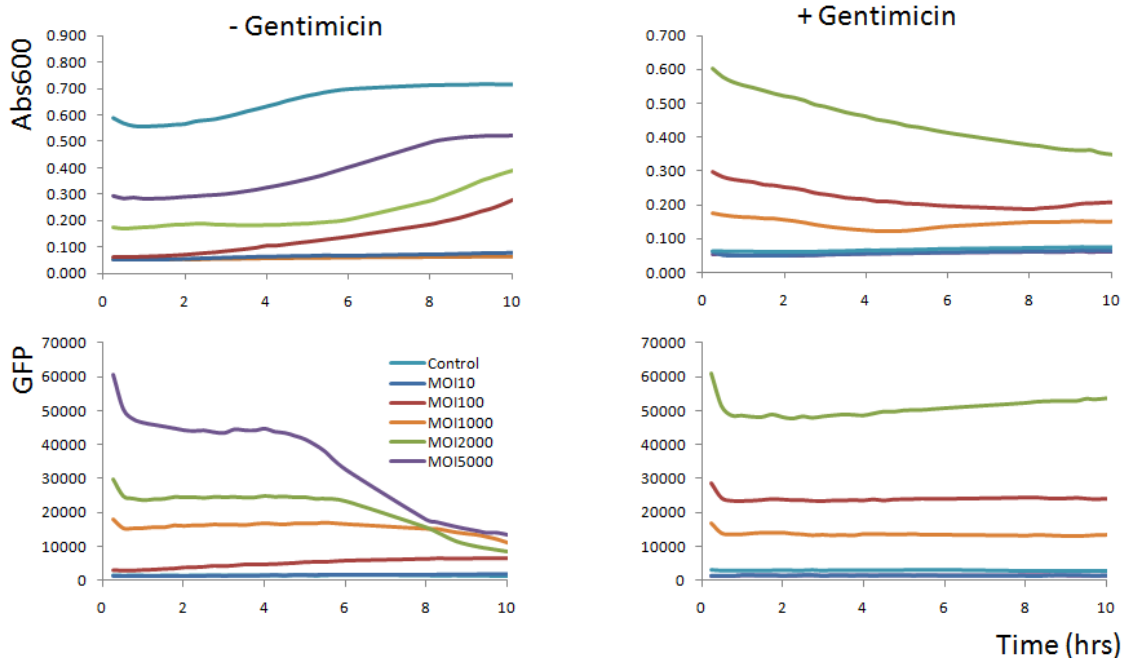 - Gentimicin
+ Gentimicin
Abs600
0.900
0.800
0.700
0.600
0.500
0.400
0.300
0.200
0.100
0.000
0 2 4 6 8 10
0.700
0.600
0.500
0.400
0.300
0.200
0.100
0.000
0 2 4 6 8 10
GFP
70000
60000
50000
40000
30000
20000
10000
0
0 2 4 6 8 10
Control
MOI10
MOI100
MOI1000
MOI2000
MOI5000
70000
60000
50000
40000
30000
20000
10000
0
0 2 4 6 8 10
Time (hrs)